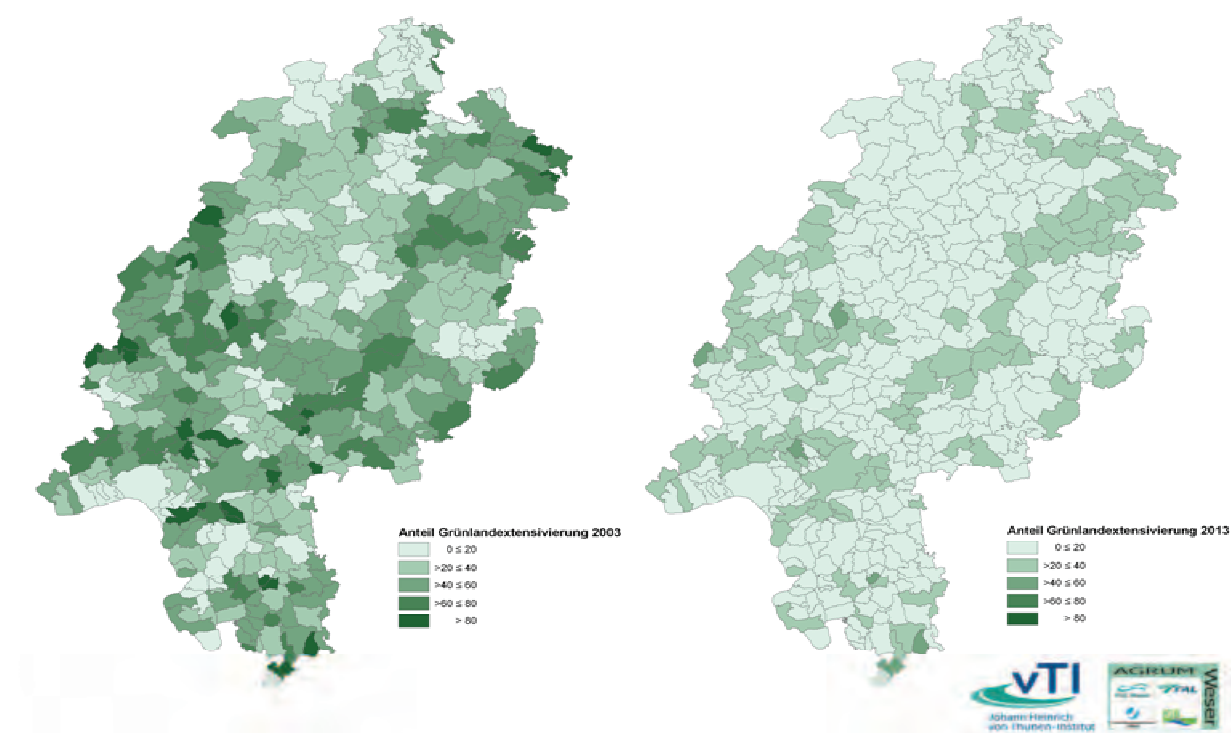 Anteil Grünlandextensivierung 2003
0 ≤ 20
>20 ≤ 40
>40 ≤ 60
>60 ≤ 80
> 80
Anteil Grünlandextensivierung 2013
0 ≤ 20
>20 ≤ 40
>40 ≤ 60
>60 ≤ 80
> 80
vTI
Johann Heinrich
von Thünen-Institut
AGRUM
Weser